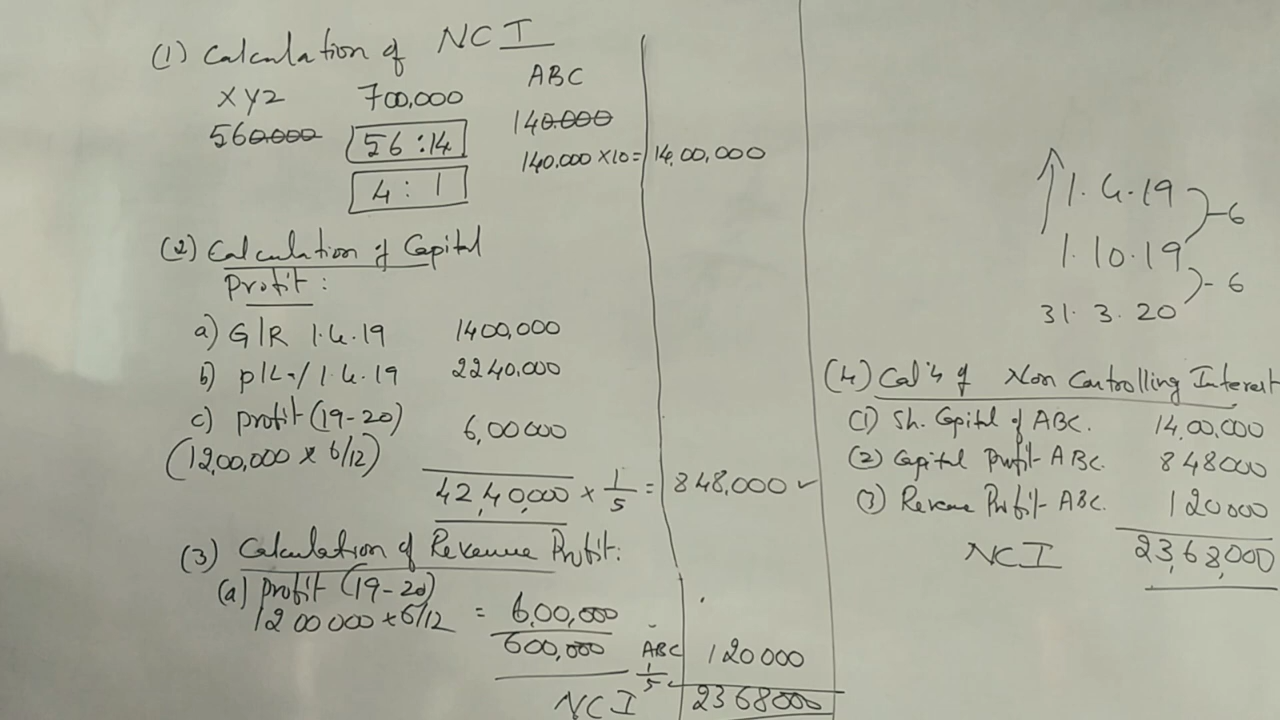 (1) Calculation of NCI
XYZ 700,000 ABC
560.000 56:14 140.000
140.000 x 10 = 14,00,000
4 : 1
(2) Calculation of Capital
Profit :
a) G/R 1.4.19 1400,000
b) P/L-/ 1.4.19 2240.000
c) Profit (19-20) 6,00000
(12,00,000 x 6/12)
42,40,000 x 1/5 = 848,000 ✓
(3) Calculation of Revenue Profit:
(a) Profit (19-20)
1200000 x 6/12 = 6,00,000
600,000 ABC 1/5 120000
NCI 2368000
1.4.19
6
1.10.19
6
31.3.20
(4) Cal'n of Non Controlling Interest
(1) Sh. Capital of ABC. 14,00,000
(2) Capital Profit- ABC. 848000
(3) Revenue Profit- ABC. 120000
NCI 23,68,000